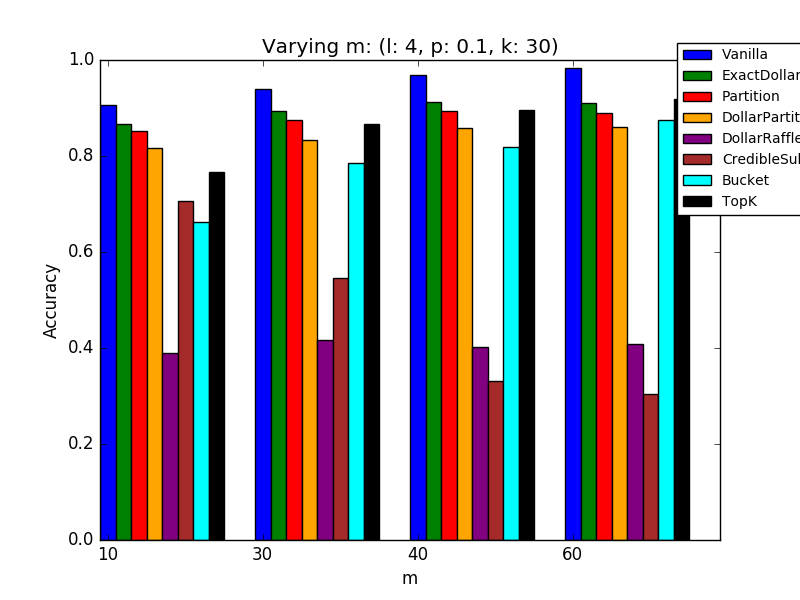 Varying m: (l: 4, p: 0.1, k: 30)
1.0
0.8
0.6
0.4
0.2
0.0
Accuracy
10 30 40 60
m
Vanilla
ExactDollar
Partition
DollarPartit
DollarRaffle
CredibleSu
Bucket
TopK